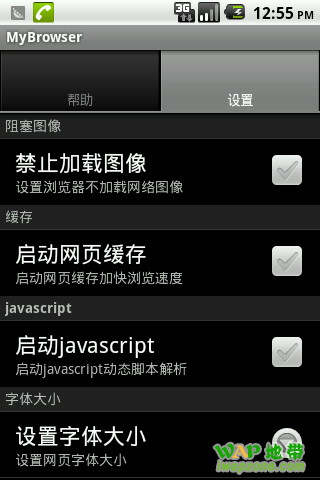 3G
12:55 PM
MyBrowser
帮助
设置
阻塞图像
禁止加载图像
设置浏览器不加载网络图像
缓存
启动网页缓存
启动网页缓存加快浏览速度
javascript
启动javascript
启动javascript动态脚本解析
字体大小
设置字体大小
设置网页字体大小
WAP地带
iwapzone.com